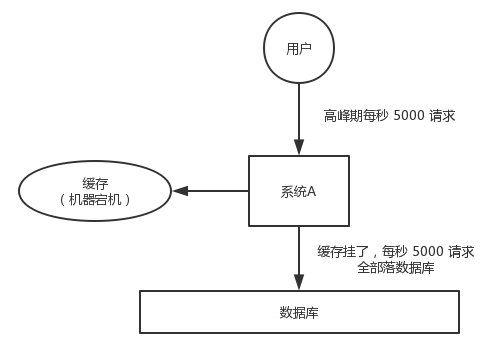 用户
高峰期每秒 5000 请求
缓存
（机器宕机）
系统A
缓存挂了，每秒 5000 请求
全部落数据库
数据库